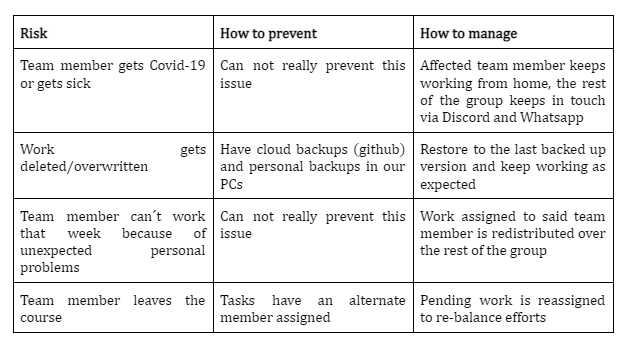 Risk
How to prevent
How to manage
Team member gets Covid-19
or gets sick
Can not really prevent this
issue
Affected team member keeps
working from home, the rest
of the group keeps in touch
via Discord and Whatsapp
Work gets
deleted/overwritten
Have cloud backups (github)
and personal backups in our
PCs
Restore to the last backed up
version and keep working as
expected
Team member can´t work
that week because of
unexpected personal
problems
Can not really prevent this
issue
Work assigned to said team
member is redistributed over
the rest of the group
Team member leaves the
course
Tasks have an alternate
member assigned
Pending work is reassigned
to re-balance efforts